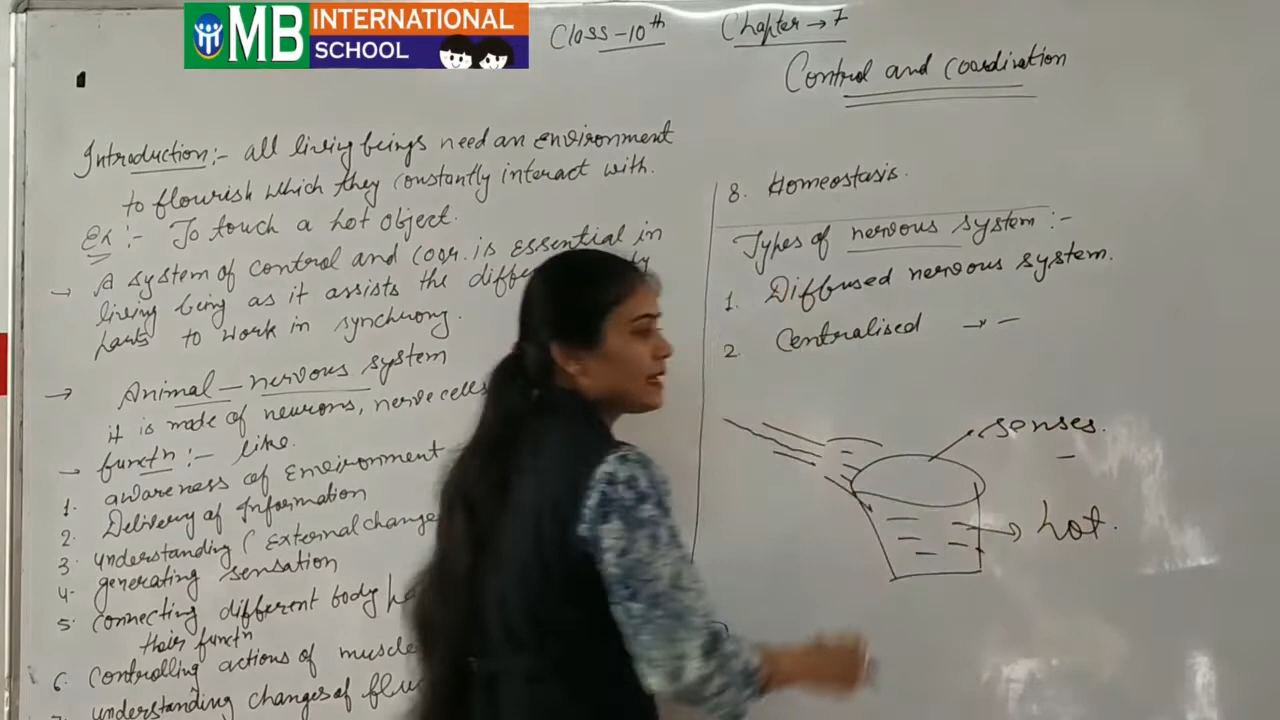 MB INTERNATIONAL
SCHOOL
Class-10th Chapter → 7
Control and coordination
Introduction:- all living beings need an environment
to flourish which they constantly interact with.
Ex :- To touch a hot object.
→ A system of control and coor. is essential in
living being as it assists the
parts to work in synchrony.
→ Animal - nervous system
it is made of neurons, nerve cells
→ functn :- like.
1. awareness of environment
2. Delivery of Information
3. understanding ( External change
4. generating sensation
5. connecting different body
their functn
6. Controlling actions of muscle
understanding changes of
8. Homeostasis.
Types of nervous system :-
1. Diffused nervous system.
2. Centralised → -
senses.
hot.